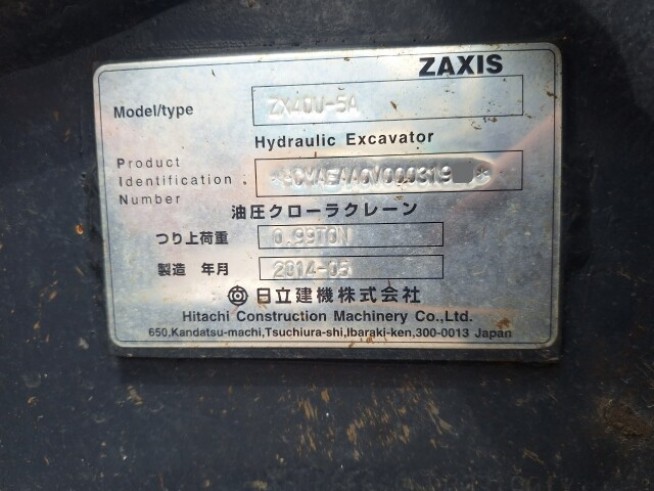 ZAXIS
Model/type ZX40U-5A
Hydraulic Excavator
Product
Identification
Number
油圧クローラクレーン
つり上荷重 0.99TON
製造 年月 2014-05
日立建機株式会社
Hitachi Construction Machinery Co.,Ltd.
650,Kandatsu-machi,Tsuchiura-shi,Ibaraki-ken,300-0013 Japan